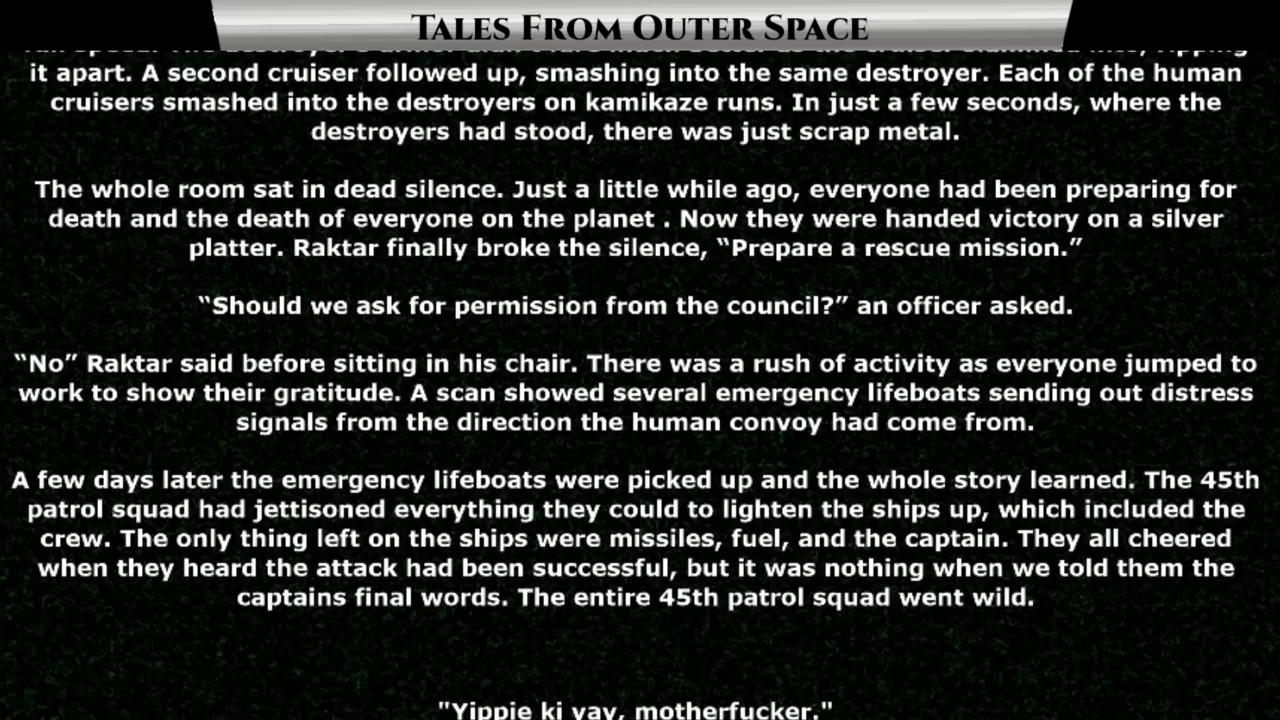 Tales From Outer Space
it apart. A second cruiser followed up, smashing into the same destroyer. Each of the human
cruisers smashed into the destroyers on kamikaze runs. In just a few seconds, where the
destroyers had stood, there was just scrap metal.
The whole room sat in dead silence. Just a little while ago, everyone had been preparing for
death and the death of everyone on the planet . Now they were handed victory on a silver
platter. Raktar finally broke the silence, “Prepare a rescue mission.”
“Should we ask for permission from the council?” an officer asked.
“No” Raktar said before sitting in his chair. There was a rush of activity as everyone jumped to
work to show their gratitude. A scan showed several emergency lifeboats sending out distress
signals from the direction the human convoy had come from.
A few days later the emergency lifeboats were picked up and the whole story learned. The 45th
patrol squad had jettisoned everything they could to lighten the ships up, which included the
crew. The only thing left on the ships were missiles, fuel, and the captain. They all cheered
when they heard the attack had been successful, but it was nothing when we told them the
captains final words. The entire 45th patrol squad went wild.
"Yippie ki yay, motherfucker."